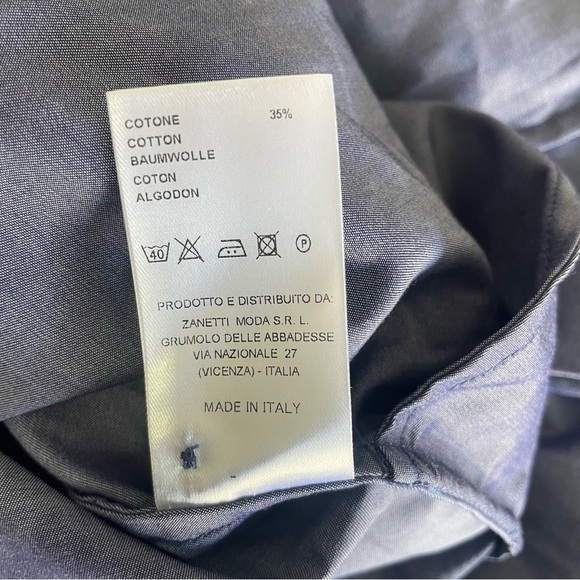 COTONE 35%
COTTON
BAUMWOLLE
COTON
ALGODON
40 P
PRODOTTO E DISTRIBUITO DA:
ZANETTI MODA S.R.L.
GRUMOLO DELLE ABBADESSE
VIA NAZIONALE 27
(VICENZA) - ITALIA
MADE IN ITALY